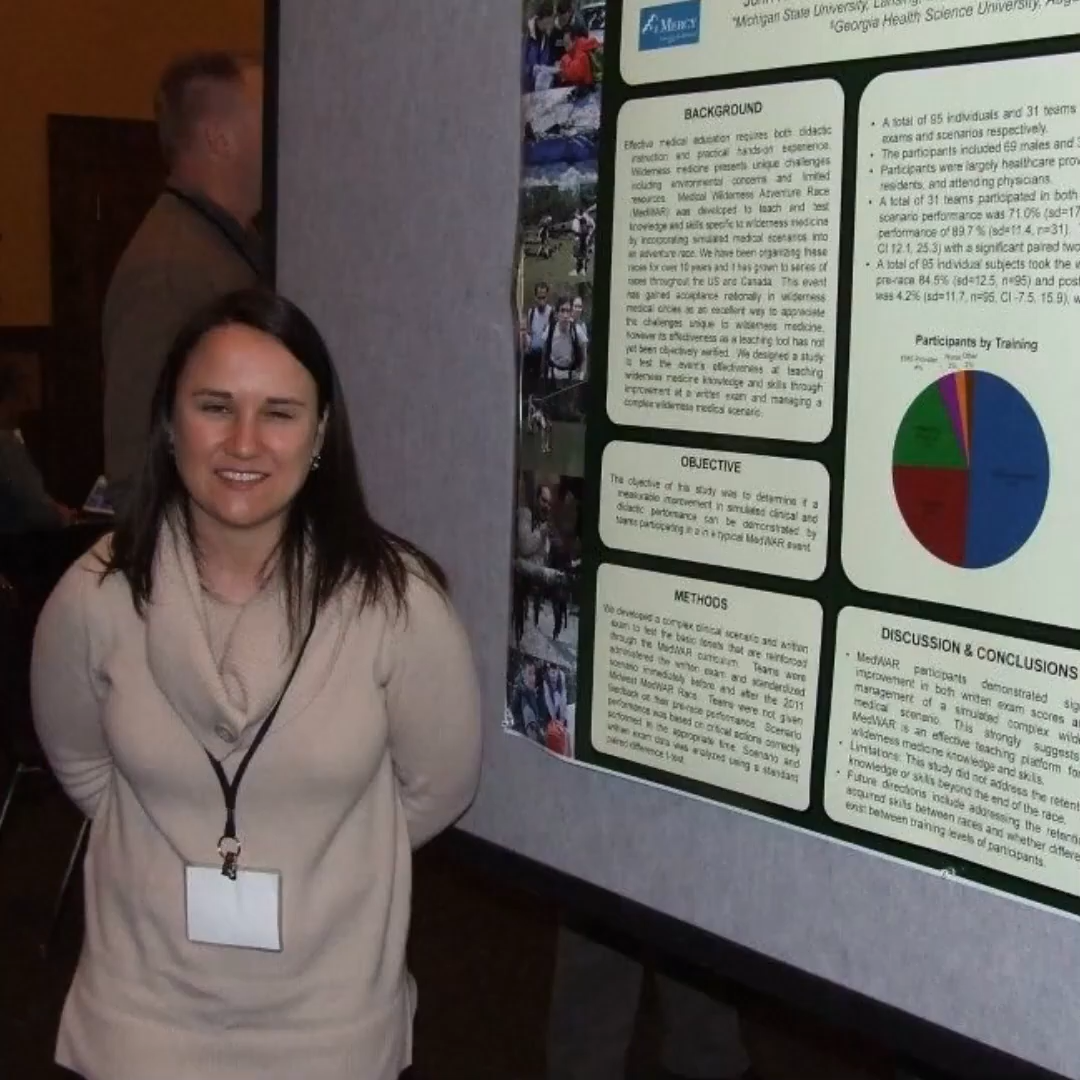 MERCY
*Michigan State University, Lansing,
Georgia Health Science University,
BACKGROUND
Effective medical education requires both didactic
instruction and practical hands-on experience.
Wilderness medicine presents unique challenges
including environmental concerns and limited
resources. Medical Wilderness Adventure Race
(MedWAR) was developed to teach and test
knowledge and skills specific to wilderness medicine
by incorporating simulated medical scenarios into
an adventure race. We have been organizing these
races for over 10 years and it has grown to series of
races throughout the US and Canada. This event
has gained acceptance nationally in wilderness
medical circles as an excellent way to appreciate
the challenges unique to wilderness medicine,
however its effectiveness as a teaching tool has not
yet been objectively verified. We designed a study
to test the event's effectiveness at teaching
wilderness medicine knowledge and skills through
improvement at a written exam and managing a
complex wilderness medical scenario.
OBJECTIVE
The objective of this study was to determine if a
measurable improvement in simulated clinical and
didactic performance can be demonstrated by
teams participating in a in a typical MedWAR event.
METHODS
We developed a complex clinical scenario and written
exam to test the basic tenets that are reinforced
through the MedWAR curriculum. Teams were
administered the written exam and standardized
scenario immediately before and after the 2011
Midwest MedWAR Race. Teams were not given
feedback on their pre-race performance. Scenario
performance was based on critical actions correctly
performed in the appropriate time. Scenario and
written exam data was analyzed using a standard
paired difference t-test.
• A total of 95 individuals and 31 teams
exams and scenarios respectively.
• The participants included 69 males and
• Participants were largely healthcare
residents, and attending physicians.
• A total of 31 teams participated in both
scenario performance was 71.0% (sd=17
performance of 89.7 % (sd=11.4, n=31).
CI 12.1, 25.3) with a significant paired
• A total of 95 individual subjects took the
pre-race 84.5% (sd=12.5, n=95) and
was 4.2% (sd=11.7, n=95, CI -7.5, 15.9),
Participants by Training
EMS Provider
Nurse
Other
DISCUSSION & CONCLUSIONS
• MedWAR participants demonstrated
improvement in both written exam scores
management of a simulated complex
medical scenario. This strongly suggests
MedWAR is an effective teaching platform for
wilderness medicine knowledge and skills.
• Limitations: This study did not address the
knowledge or skills beyond the end of the race.
• Future directions include addressing the
acquired skills between races and whether
exist between training levels of participants.